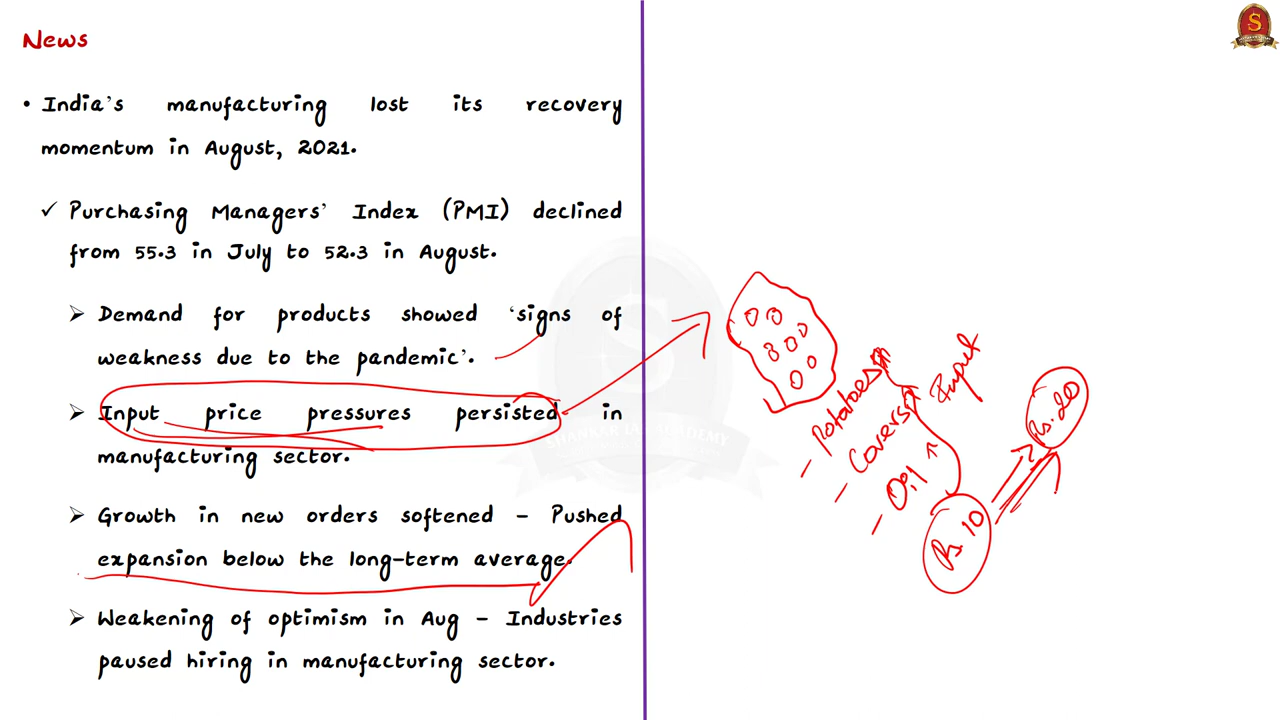 News
• India's manufacturing lost its recovery
momentum in August, 2021.
✓ Purchasing Managers' Index (PMI) declined
from 55.3 in July to 52.3 in August.
➢ Demand for products showed 'signs of
weakness due to the pandemic'.
➢ Input price pressures persisted in
manufacturing sector.
➢ Growth in new orders softened – Pushed
expansion below the long-term average.
➢ Weakening of optimism in Aug – Industries
paused hiring in manufacturing sector.
- Potatoes
- Covers
- Oil
Input
Rs. 10
Rs. 20
S
SHANKAR IAS ACADEMY